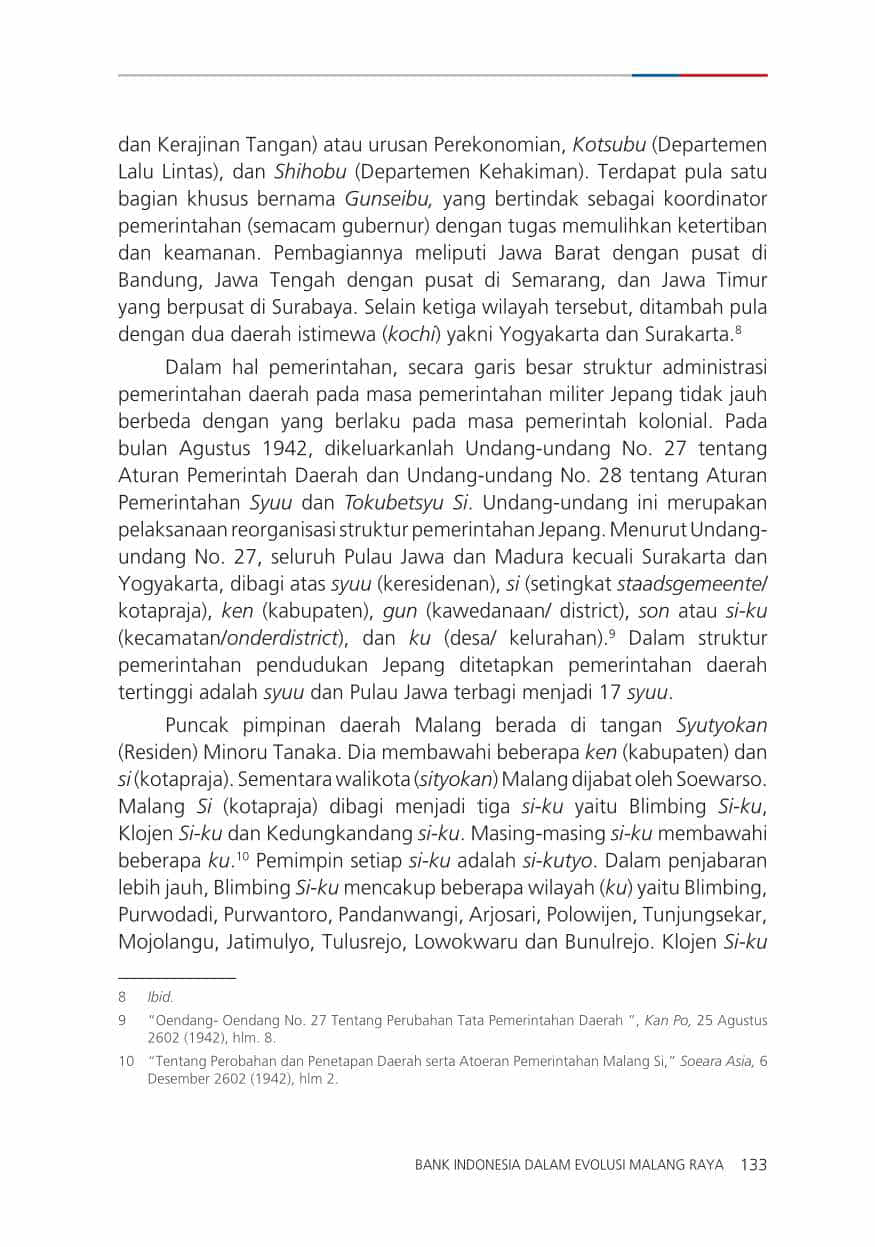 dan Kerajinan Tangan) atau urusan Perekonomian, Kotsubu (Departemen
Lalu Lintas), dan Shihobu (Departemen Kehakiman). Terdapat pula satu
bagian khusus bernama Gunseibu, yang bertindak sebagai koordinator
pemerintahan (semacam gubernur) dengan tugas memulihkan ketertiban
dan keamanan. Pembagiannya meliputi Jawa Barat dengan pusat di
Bandung, Jawa Tengah dengan pusat di Semarang, dan Jawa Timur
yang berpusat di Surabaya. Selain ketiga wilayah tersebut, ditambah pula
dengan dua daerah istimewa (kochi) yakni Yogyakarta dan Surakarta.8
Dalam hal pemerintahan, secara garis besar struktur administrasi
pemerintahan daerah pada masa pemerintahan militer Jepang tidak jauh
berbeda dengan yang berlaku pada masa pemerintah kolonial. Pada
bulan Agustus 1942, dikeluarkanlah Undang-undang No. 27 tentang
Aturan Pemerintah Daerah dan Undang-undang No. 28 tentang Aturan
Pemerintahan Syuu dan Tokubetsyu Si. Undang-undang ini merupakan
pelaksanaan reorganisasi struktur pemerintahan Jepang. Menurut Undang-
undang No. 27, seluruh Pulau Jawa dan Madura kecuali Surakarta dan
Yogyakarta, dibagi atas syuu (keresidenan), si (setingkat staadsgemeente/
kotapraja), ken (kabupaten), gun (kawedanaan/ district), son atau si-ku
(kecamatan/onderdistrict), dan ku (desa/ kelurahan).9 Dalam struktur
pemerintahan pendudukan Jepang ditetapkan pemerintahan daerah
tertinggi adalah syuu dan Pulau Jawa terbagi menjadi 17 syuu.
Puncak pimpinan daerah Malang berada di tangan Syutyokan
(Residen) Minoru Tanaka. Dia membawahi beberapa ken (kabupaten) dan
si (kotapraja). Sementara walikota (sityokan) Malang dijabat oleh Soewarso.
Malang Si (kotapraja) dibagi menjadi tiga si-ku yaitu Blimbing Si-ku,
Klojen Si-ku dan Kedungkandang si-ku. Masing-masing si-ku membawahi
beberapa ku.10 Pemimpin setiap si-ku adalah si-kutyo. Dalam penjabaran
lebih jauh, Blimbing Si-ku mencakup beberapa wilayah (ku) yaitu Blimbing,
Purwodadi, Purwantoro, Pandanwangi, Arjosari, Polowijen, Tunjungsekar,
Mojolangu, Jatimulyo, Tulusrejo, Lowokwaru dan Bunulrejo. Klojen Si-ku
8 Ibid.
9 “Oendang- Oendang No. 27 Tentang Perubahan Tata Pemerintahan Daerah ”, Kan Po, 25 Agustus
2602 (1942), hlm. 8.
10 “Tentang Perobahan dan Penetapan Daerah serta Atoeran Pemerintahan Malang Si,” Soeara Asia, 6
Desember 2602 (1942), hlm 2.
BANK INDONESIA DALAM EVOLUSI MALANG RAYA 133